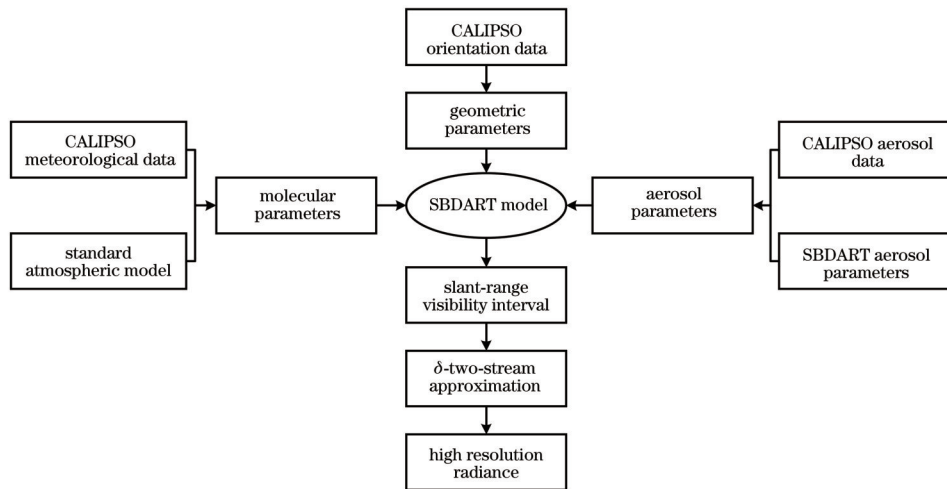 CALIPSO
orientation data
geometric
parameters
CALIPSO
meteorological data
standard
atmospheric model
molecular
parameters
SBDART model
aerosol
parameters
CALIPSO aerosol
data
SBDART aerosol
parameters
slant-range
visibility interval
δ-two-stream
approximation
high resolution
radiance